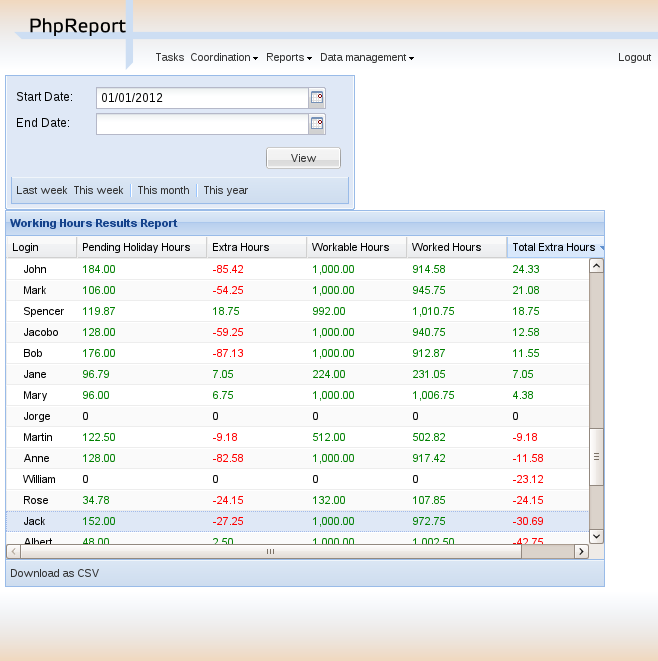 PhpReport
Tasks Coordination Reports Data management Logout
Start Date: 01/01/2012
End Date:
View
Last week This week This month This year
Working Hours Results Report
Login Pending Holiday Hours Extra Hours Workable Hours Worked Hours Total Extra Hours
John 184.00 -85.42 1,000.00 914.58 24.33
Mark 106.00 -54.25 1,000.00 945.75 21.08
Spencer 119.87 18.75 992.00 1,010.75 18.75
Jacobo 128.00 -59.25 1,000.00 940.75 12.58
Bob 176.00 -87.13 1,000.00 912.87 11.55
Jane 96.79 7.05 224.00 231.05 7.05
Mary 96.00 6.75 1,000.00 1,006.75 4.38
Jorge 0 0 0 0 0
Martin 122.50 -9.18 512.00 502.82 -9.18
Anne 128.00 -82.58 1,000.00 917.42 -11.58
William 0 0 0 0 -23.12
Rose 34.78 -24.15 132.00 107.85 -24.15
Jack 152.00 -27.25 1,000.00 972.75 -30.69
Albert 48.00 2.50 1,000.00 1,002.50 -42.75
Download as CSV